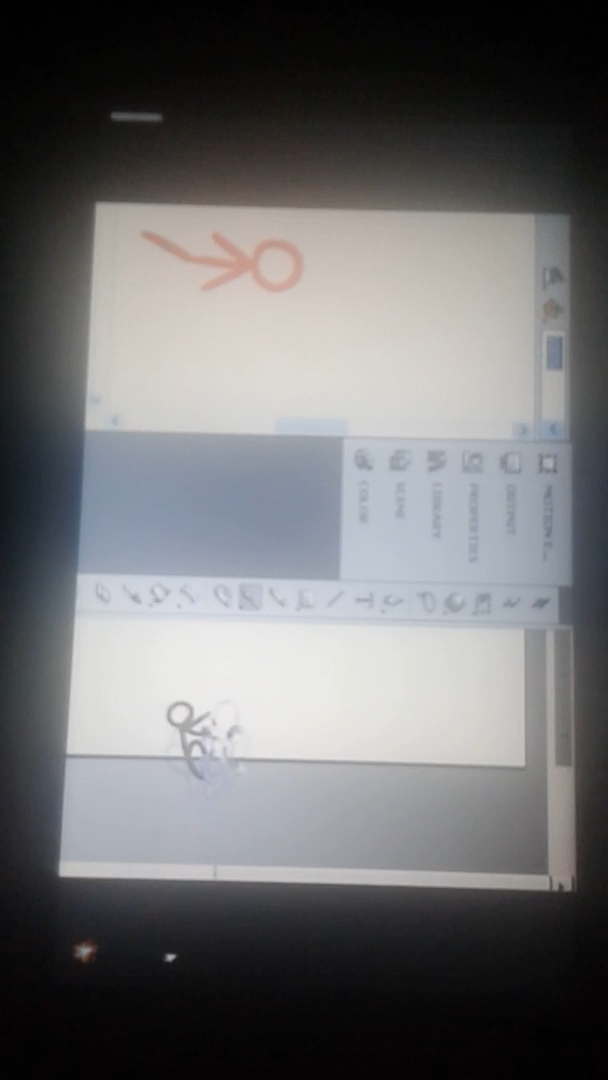 MOTION E...
OUTPUT
PROPERTIES
LIBRARY
SCENE
COLOR